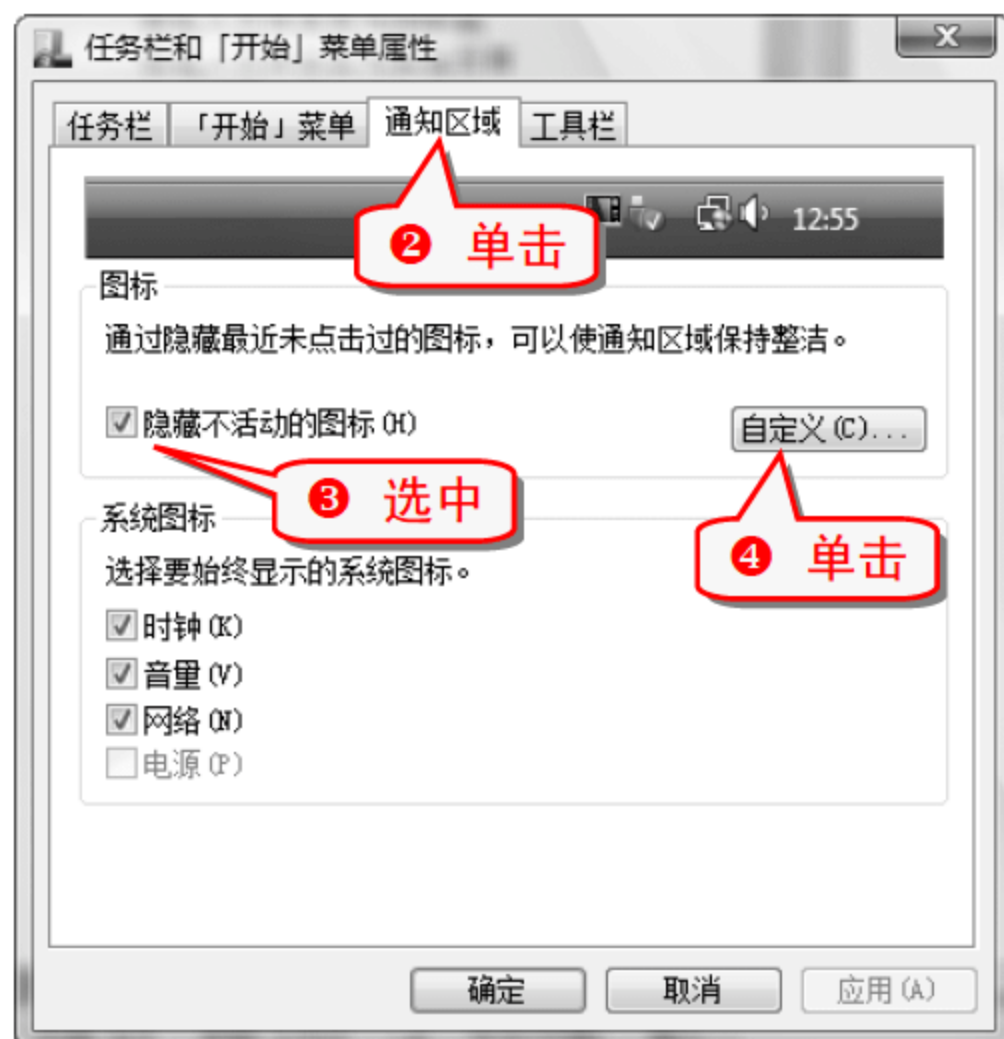 任务栏和「开始」菜单属性
任务栏 「开始」菜单 通知区域 工具栏
12:55
❷ 单击
图标
通过隐藏最近未点击过的图标，可以使通知区域保持整洁。
隐藏不活动的图标(H) 自定义(C)...
❸ 选中
❹ 单击
系统图标
选择要始终显示的系统图标。
时钟(K)
音量(V)
网络(N)
电源(P)
确定 取消 应用(A)